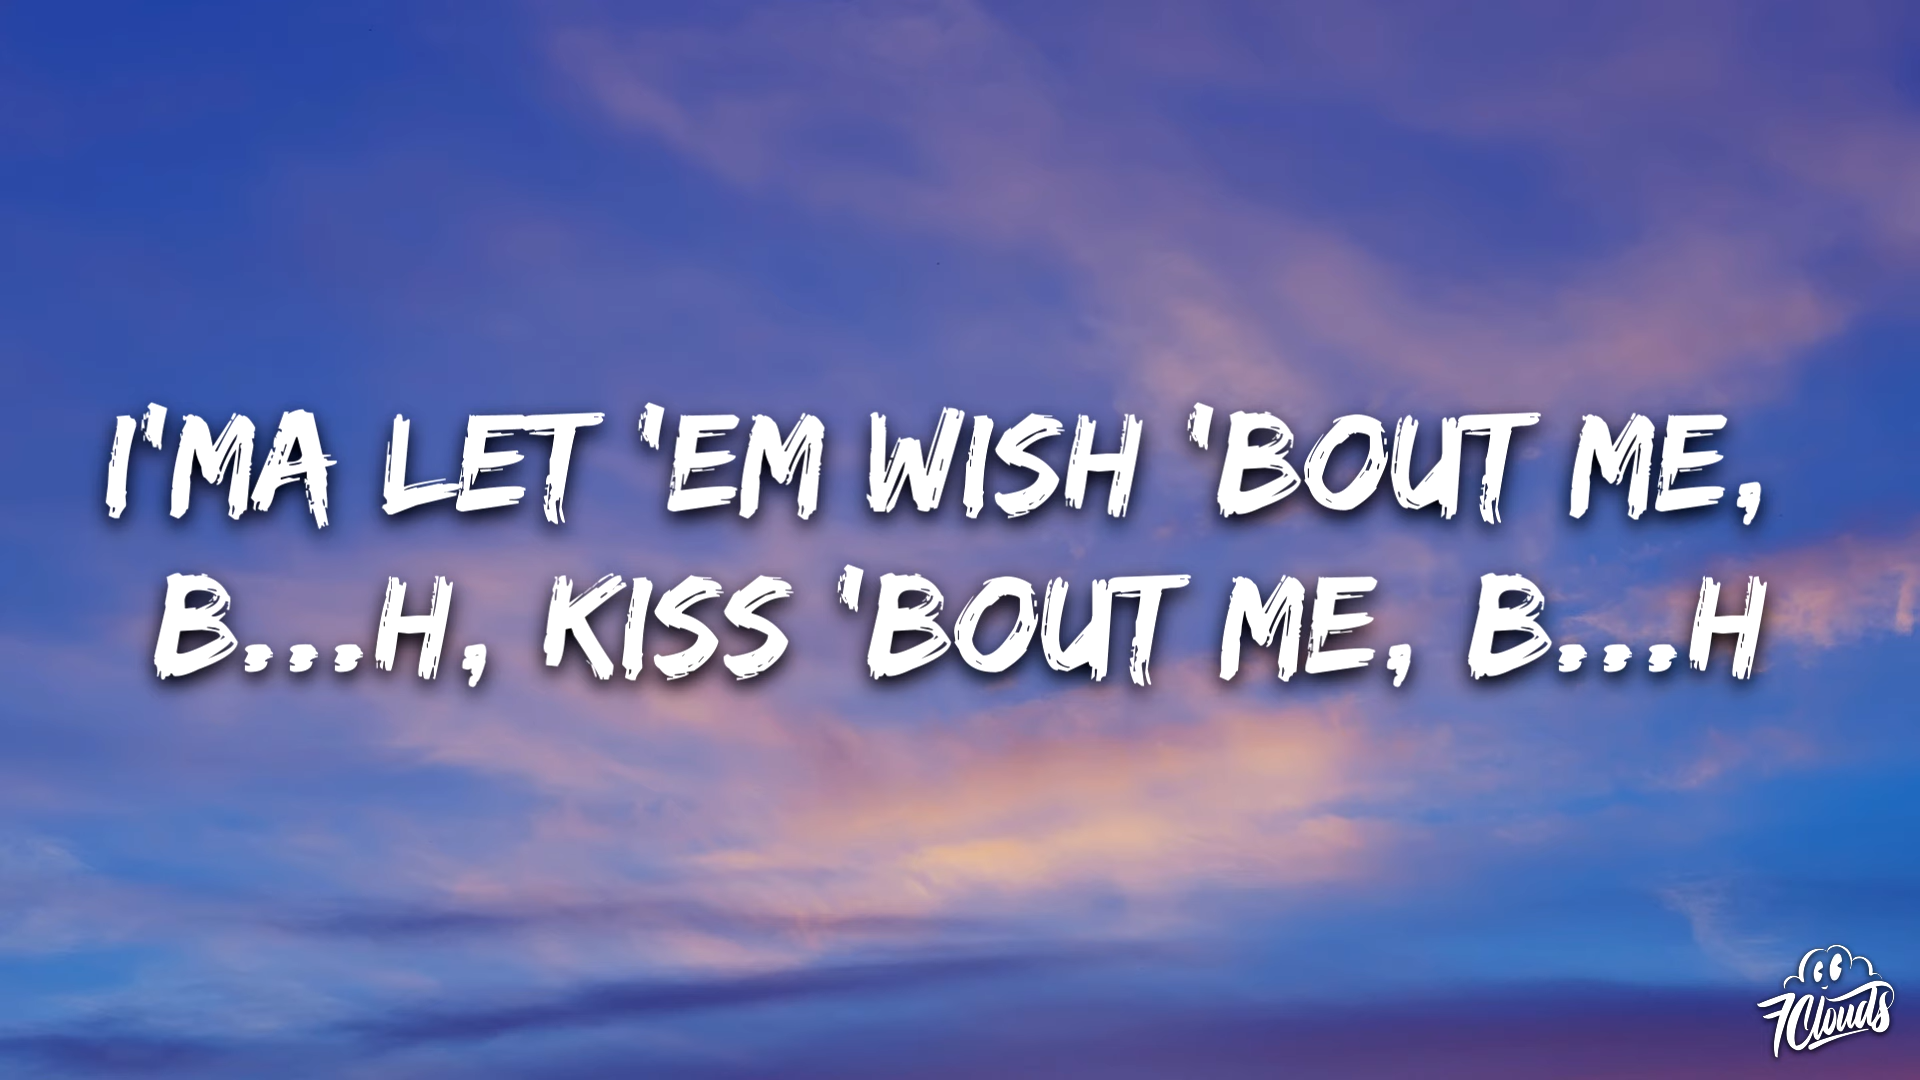 I'MA LET 'EM WISH 'BOUT ME,
B...H, KISS 'BOUT ME, B...H
7Clouds